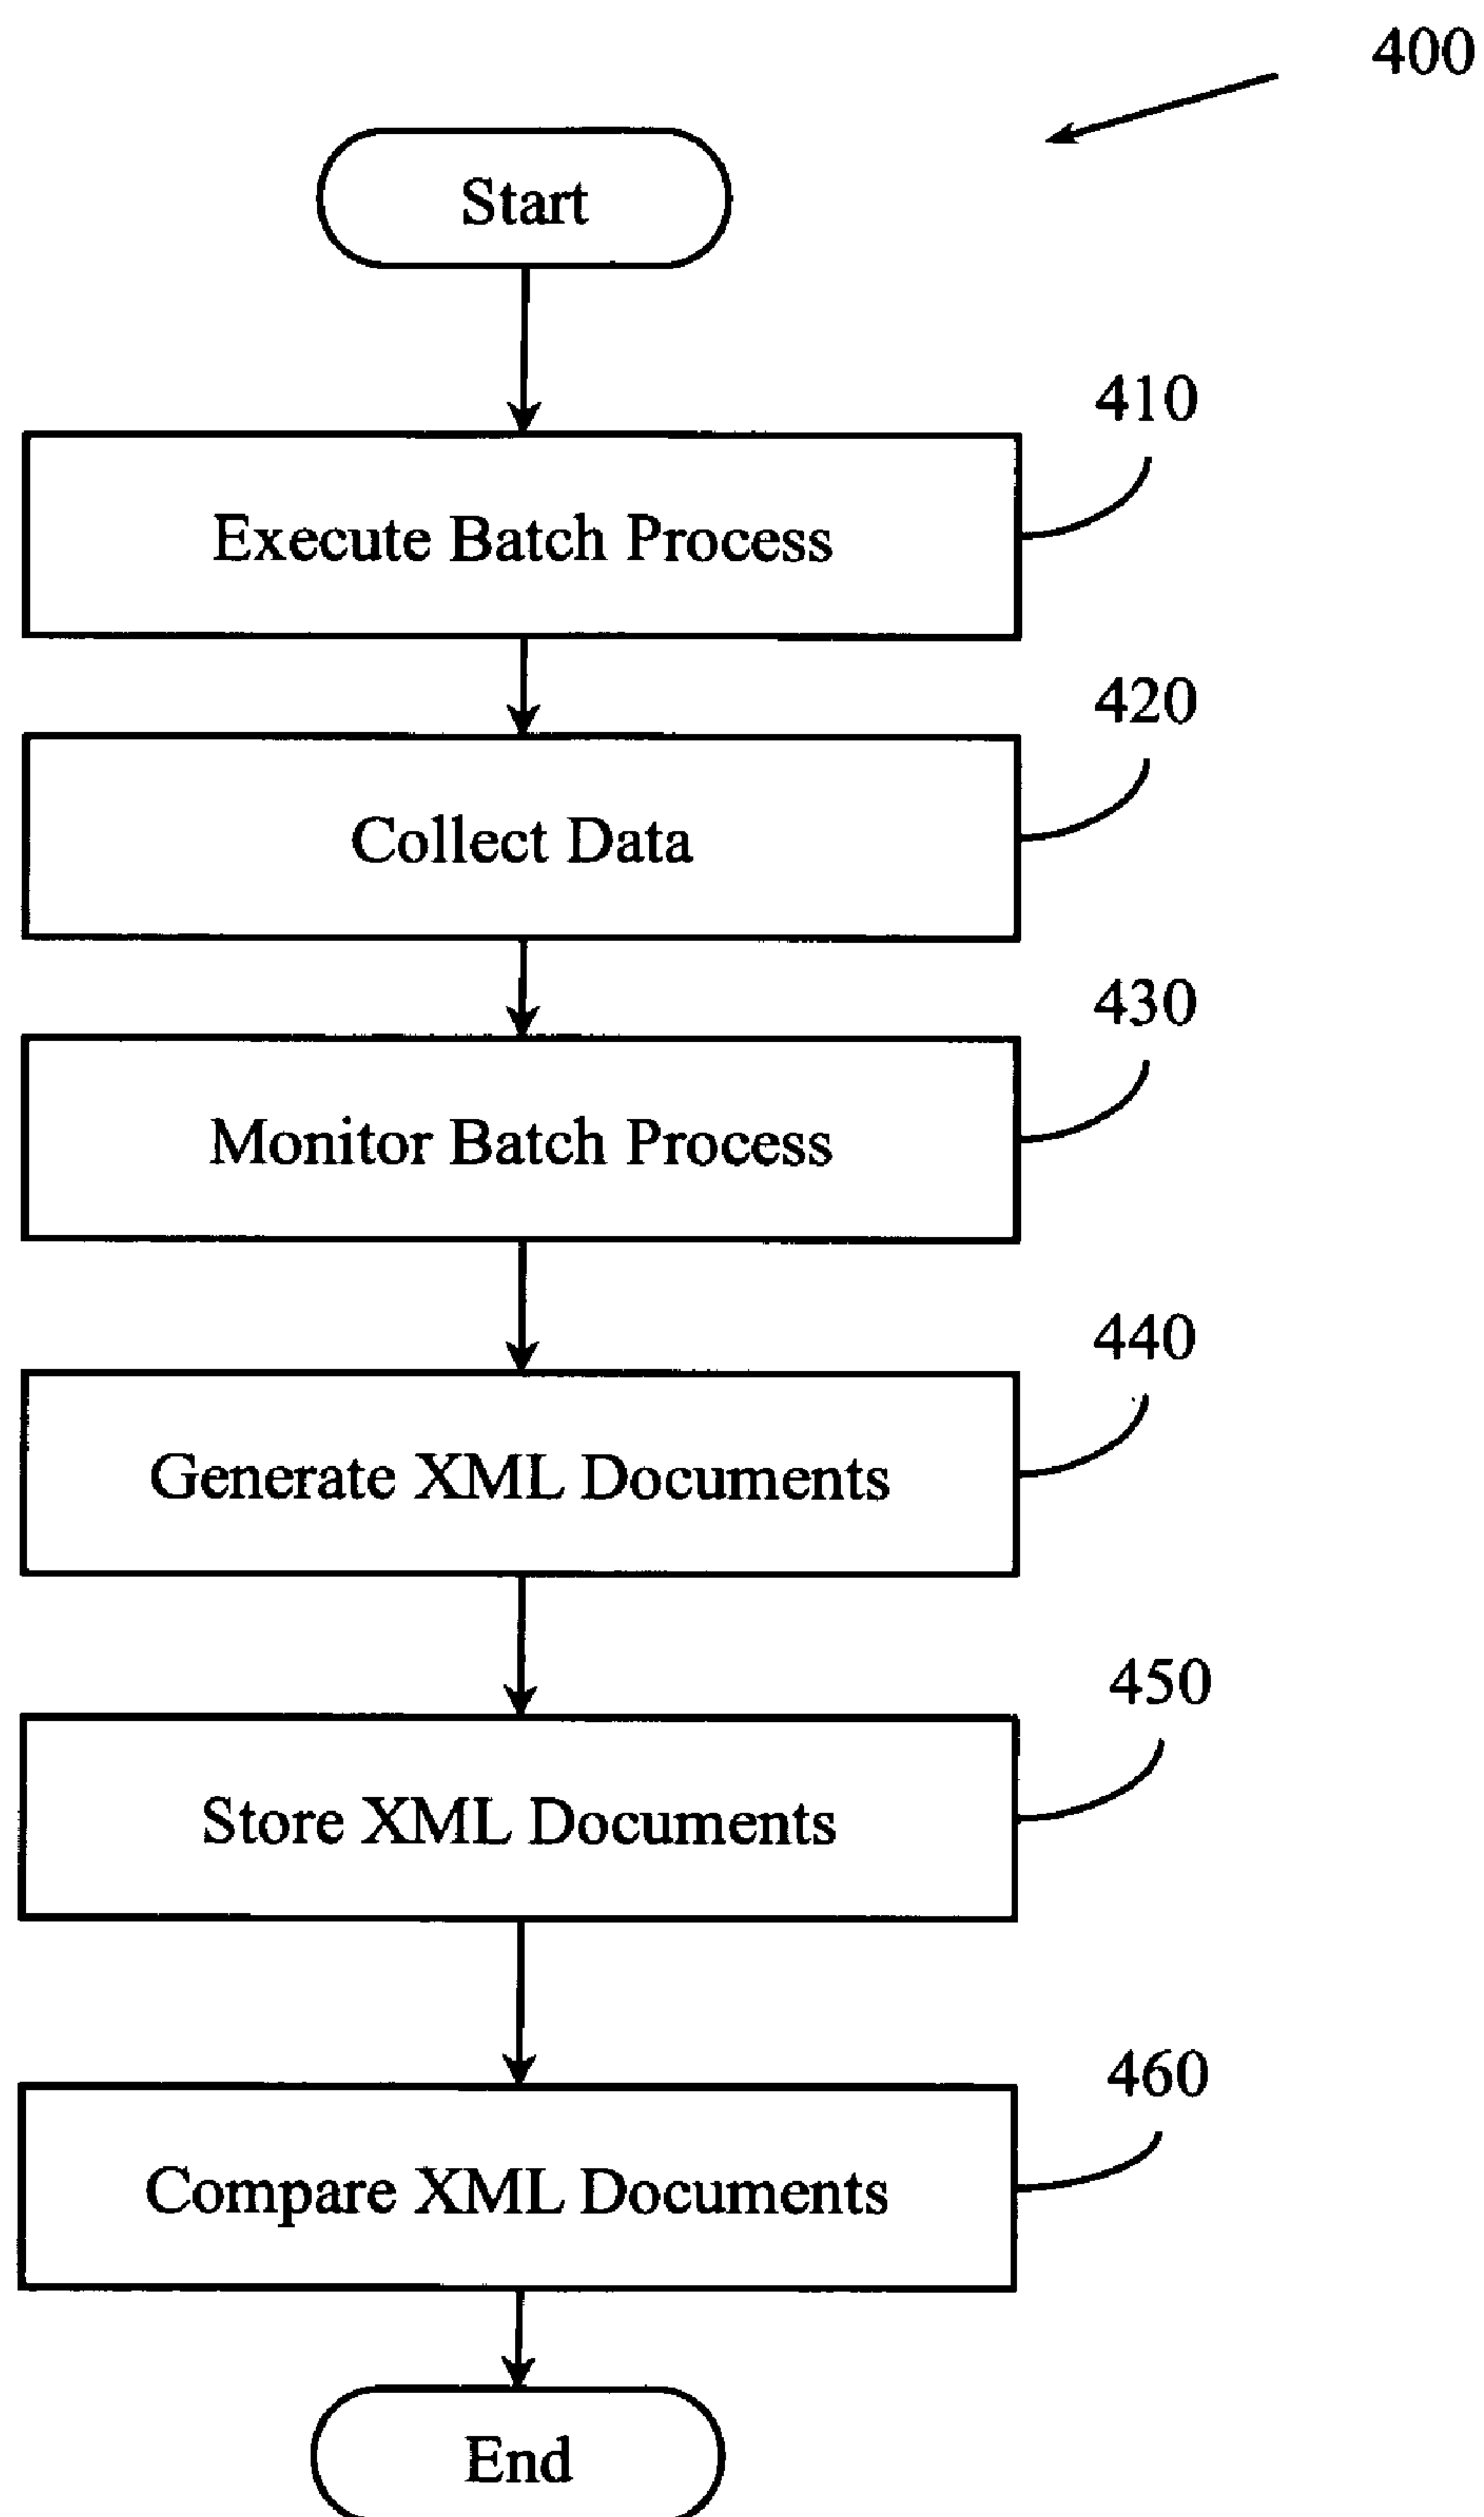 400
Start
410
Execute Batch Process
420
Collect Data
430
Monitor Batch Process
440
Generate XML Documents
450
Store XML Documents
460
Compare XML Documents
End